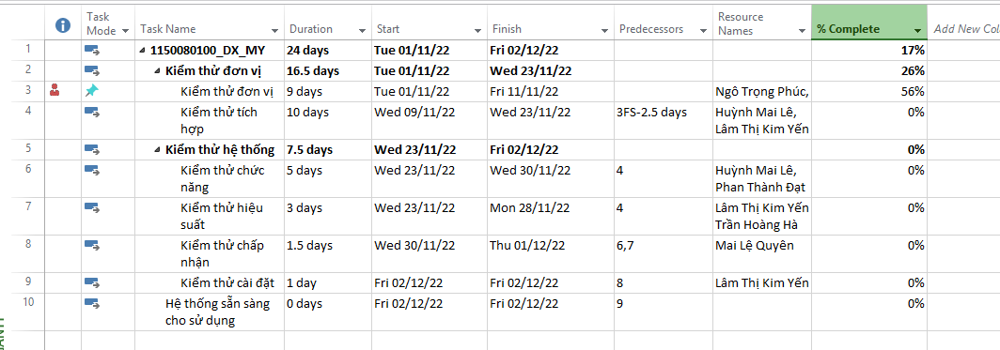 Task Mode Task Name Duration Start Finish Predecessors Resource Names % Complete Add New Col
1 1150080100_DX_MY 24 days Tue 01/11/22 Fri 02/12/22 17%
2 Kiểm thử đơn vị 16.5 days Tue 01/11/22 Wed 23/11/22 26%
3 Kiểm thử đơn vị 9 days Tue 01/11/22 Fri 11/11/22 Ngô Trọng Phúc, 56%
4 Kiểm thử tích hợp 10 days Wed 09/11/22 Wed 23/11/22 3FS-2.5 days Huỳnh Mai Lê, Lâm Thị Kim Yến 0%
5 Kiểm thử hệ thống 7.5 days Wed 23/11/22 Fri 02/12/22 0%
6 Kiểm thử chức năng 5 days Wed 23/11/22 Wed 30/11/22 4 Huỳnh Mai Lê, Phan Thành Đạt 0%
7 Kiểm thử hiệu suất 3 days Wed 23/11/22 Mon 28/11/22 4 Lâm Thị Kim Yến Trần Hoàng Hà 0%
8 Kiểm thử chấp nhận 1.5 days Wed 30/11/22 Thu 01/12/22 6,7 Mai Lệ Quyên 0%
9 Kiểm thử cài đặt 1 day Fri 02/12/22 Fri 02/12/22 8 Lâm Thị Kim Yến 0%
10 Hệ thống sẵn sàng cho sử dụng 0 days Fri 02/12/22 Fri 02/12/22 9 0%